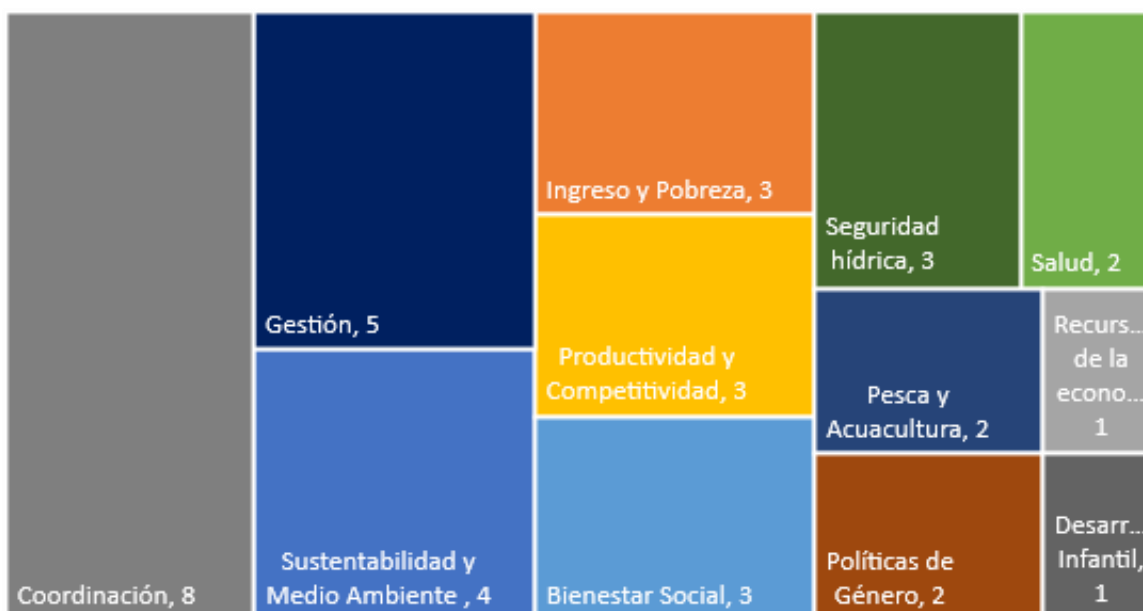 Coordinación, 8
Gestión, 5
Sustentabilidad y
Medio Ambiente , 4
Ingreso y Pobreza, 3
Productividad y
Competitividad, 3
Bienestar Social, 3
Seguridad
hídrica, 3
Salud, 2
Pesca y
Acuacultura, 2
Recurs...
de la
econo...
1
Políticas de
Género, 2
Desarr...
Infantil,
1